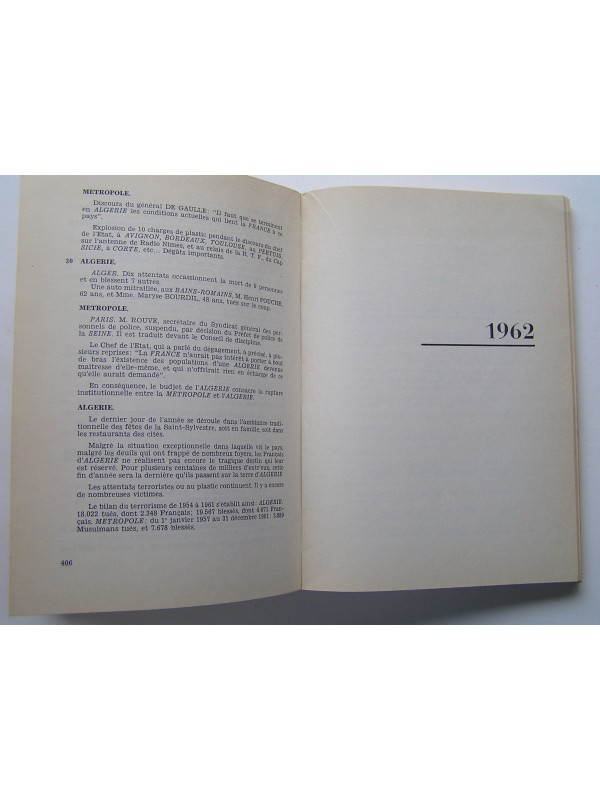 METROPOLE.
Discours du général DE GAULLE: "Il faut que se terminent
en ALGERIE les conditions actuelles qui lient la FRANCE à ce
pays".
Explosion de 10 charges de plastic pendant le discours du chef
de l'Etat, à AVIGNON, BORDEAUX, TOULOUSE, au PERTUIS,
sur l'antenne de Radio Nimes, et au relais de la R. T. F. du Cap
SICIE, à CORTE, etc... Dégâts importants.
30 ALGERIE.
ALGER. Dix attentats occasionnent la mort de 9 personnes
et en blessent 7 autres.
Une auto mitraillée, aux BAINS-ROMAINS, M. Henri FOUCHE,
62 ans, et Mme. Maryse BOURDIL, 48 ans, tués sur le coup.
METROPOLE.
PARIS. M. ROUVE, secrétaire du Syndicat général des per-
sonnels de police, suspendu, par décision du Préfet de police de
la SEINE. Il est traduit devant le Conseil de discipline.
Le Chef de l'Etat, qui a parlé du dégagement, a précisé, à plu-
sieurs reprises: "La FRANCE n'aurait pas intérêt à porter à bout
de bras l'éxistence des populations d'une ALGERIE devenue
maitresse d'elle-même, et qui n'offrirait rien en échange de ce
qu'elle aurait demandé".
En conséquence, le budget de l'ALGERIE consacre la rupture
institutionnelle entre la METROPOLE et l'ALGERIE.
ALGERIE.
Le dernier jour de l'année se déroule dans l'ambiance tradi-
tionnelle des fêtes de la Saint-Sylvestre, soit en famille, soit dans
les restaurants des cités.
Malgré la situation exceptionnelle dans laquelle vit le pays,
malgré les deuils qui ont frappé de nombreux foyers, les Français
d'ALGERIE ne réalisent pas encore le tragique destin qui leur
est réservé. Pour plusieurs centaines de milliers d'entr'eux, cette
fin d'année sera la dernière qu'ils passent sur la terre d'ALGERIE.
Les attentats terroristes ou au plastic continuent. Il y a encore
de nombreuses victimes.
Le bilan du terrorisme de 1954 à 1961 s'établit ainsi: ALGERIE:
18.022 tués, dont 2.348 Français; 19.567 blessés, dont 4.671 Fran-
çais. METROPOLE: du 1° janvier 1957 au 31 décembre 1961: 3.889
Musulmans tués, et 7.678 blessés.
406
1962